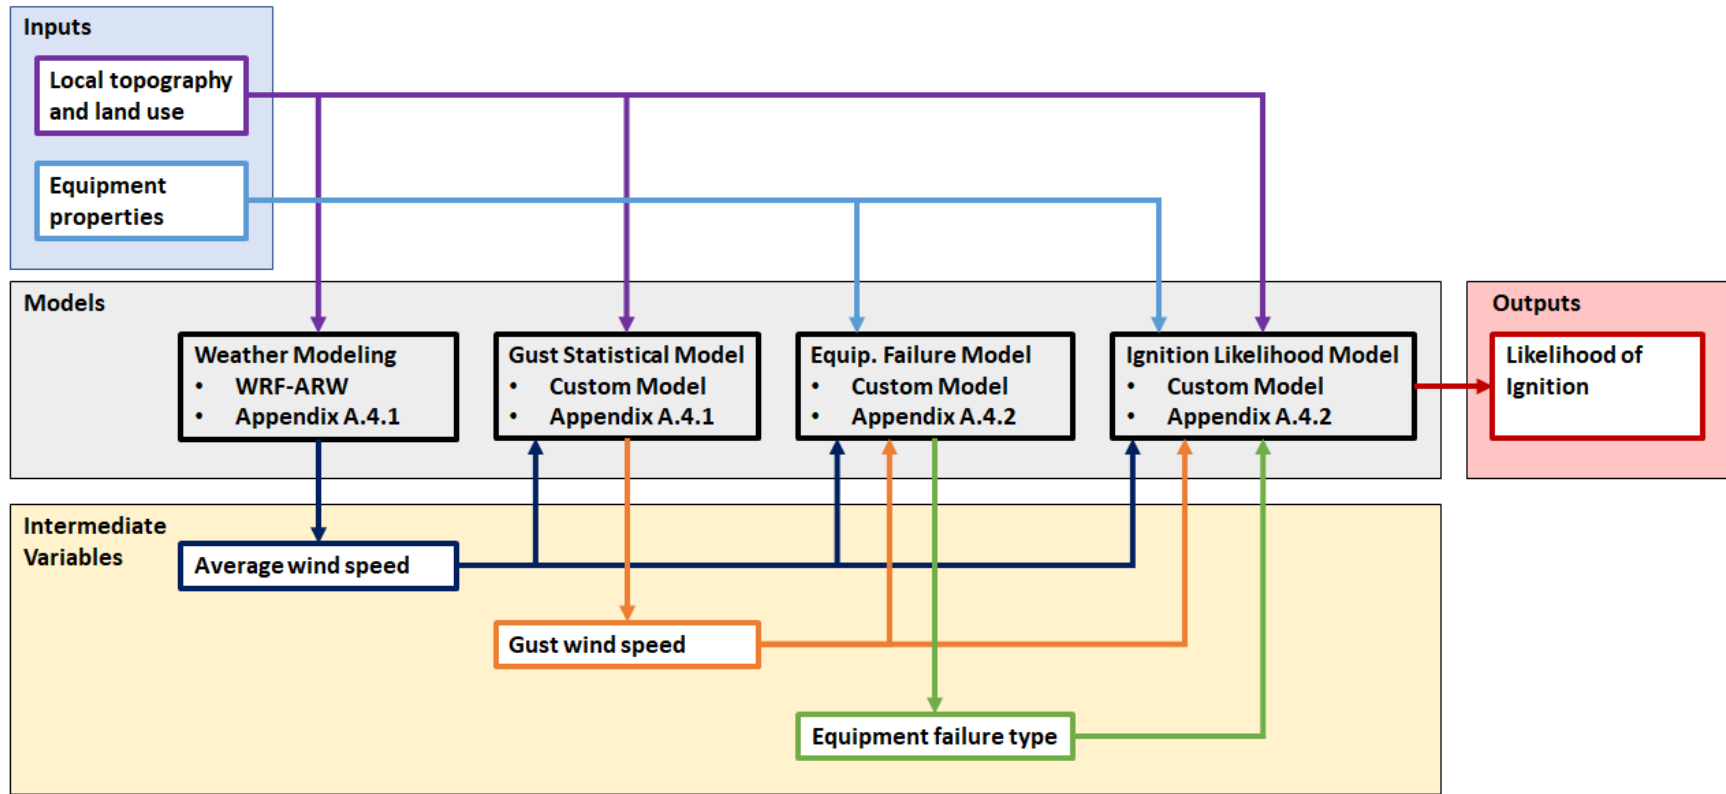 Inputs
Local topography
and land use
Equipment
properties
Models
Weather Modeling
• WRF-ARW
• Appendix A.4.1
Gust Statistical Model
• Custom Model
• Appendix A.4.1
Equip. Failure Model
• Custom Model
• Appendix A.4.2
Ignition Likelihood Model
• Custom Model
• Appendix A.4.2
Outputs
Likelihood of
Ignition
Intermediate
Variables
Average wind speed
Gust wind speed
Equipment failure type